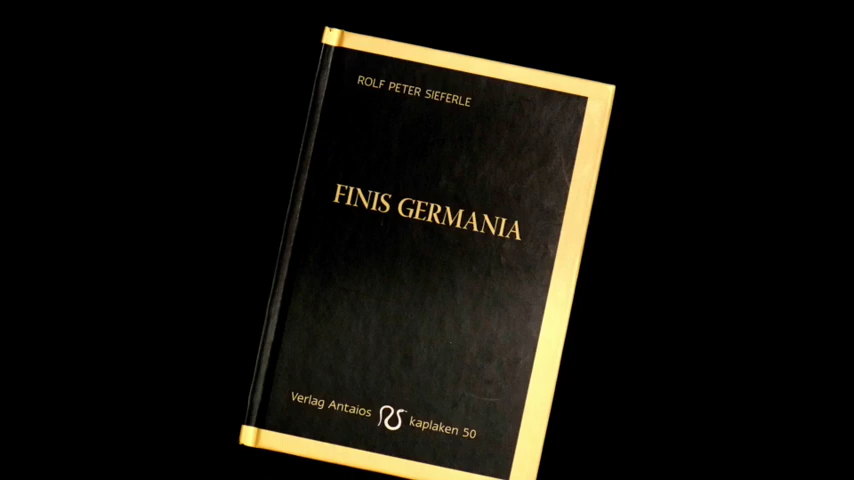 ROLF PETER SIEFERLE
FINIS GERMANIA
Verlag Antaios kaplaken 50